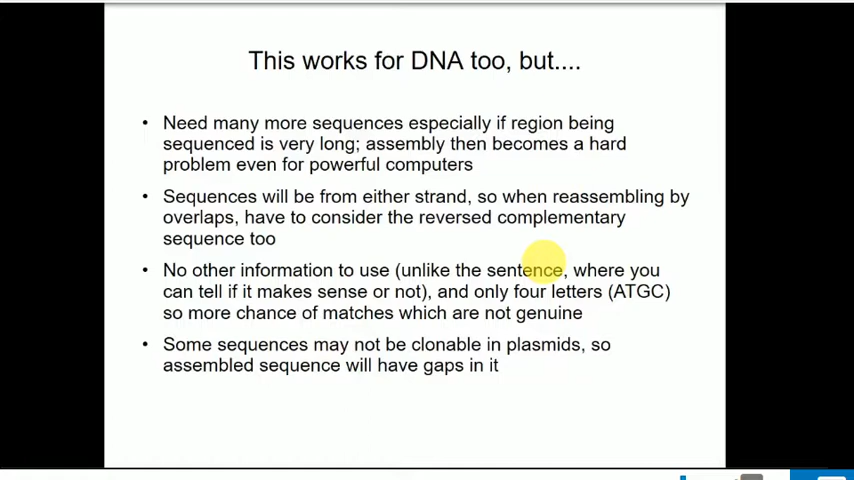 This works for DNA too, but....
• Need many more sequences especially if region being
sequenced is very long; assembly then becomes a hard
problem even for powerful computers
• Sequences will be from either strand, so when reassembling by
overlaps, have to consider the reversed complementary
sequence too
• No other information to use (unlike the sentence, where you
can tell if it makes sense or not), and only four letters (ATGC)
so more chance of matches which are not genuine
• Some sequences may not be clonable in plasmids, so
assembled sequence will have gaps in it